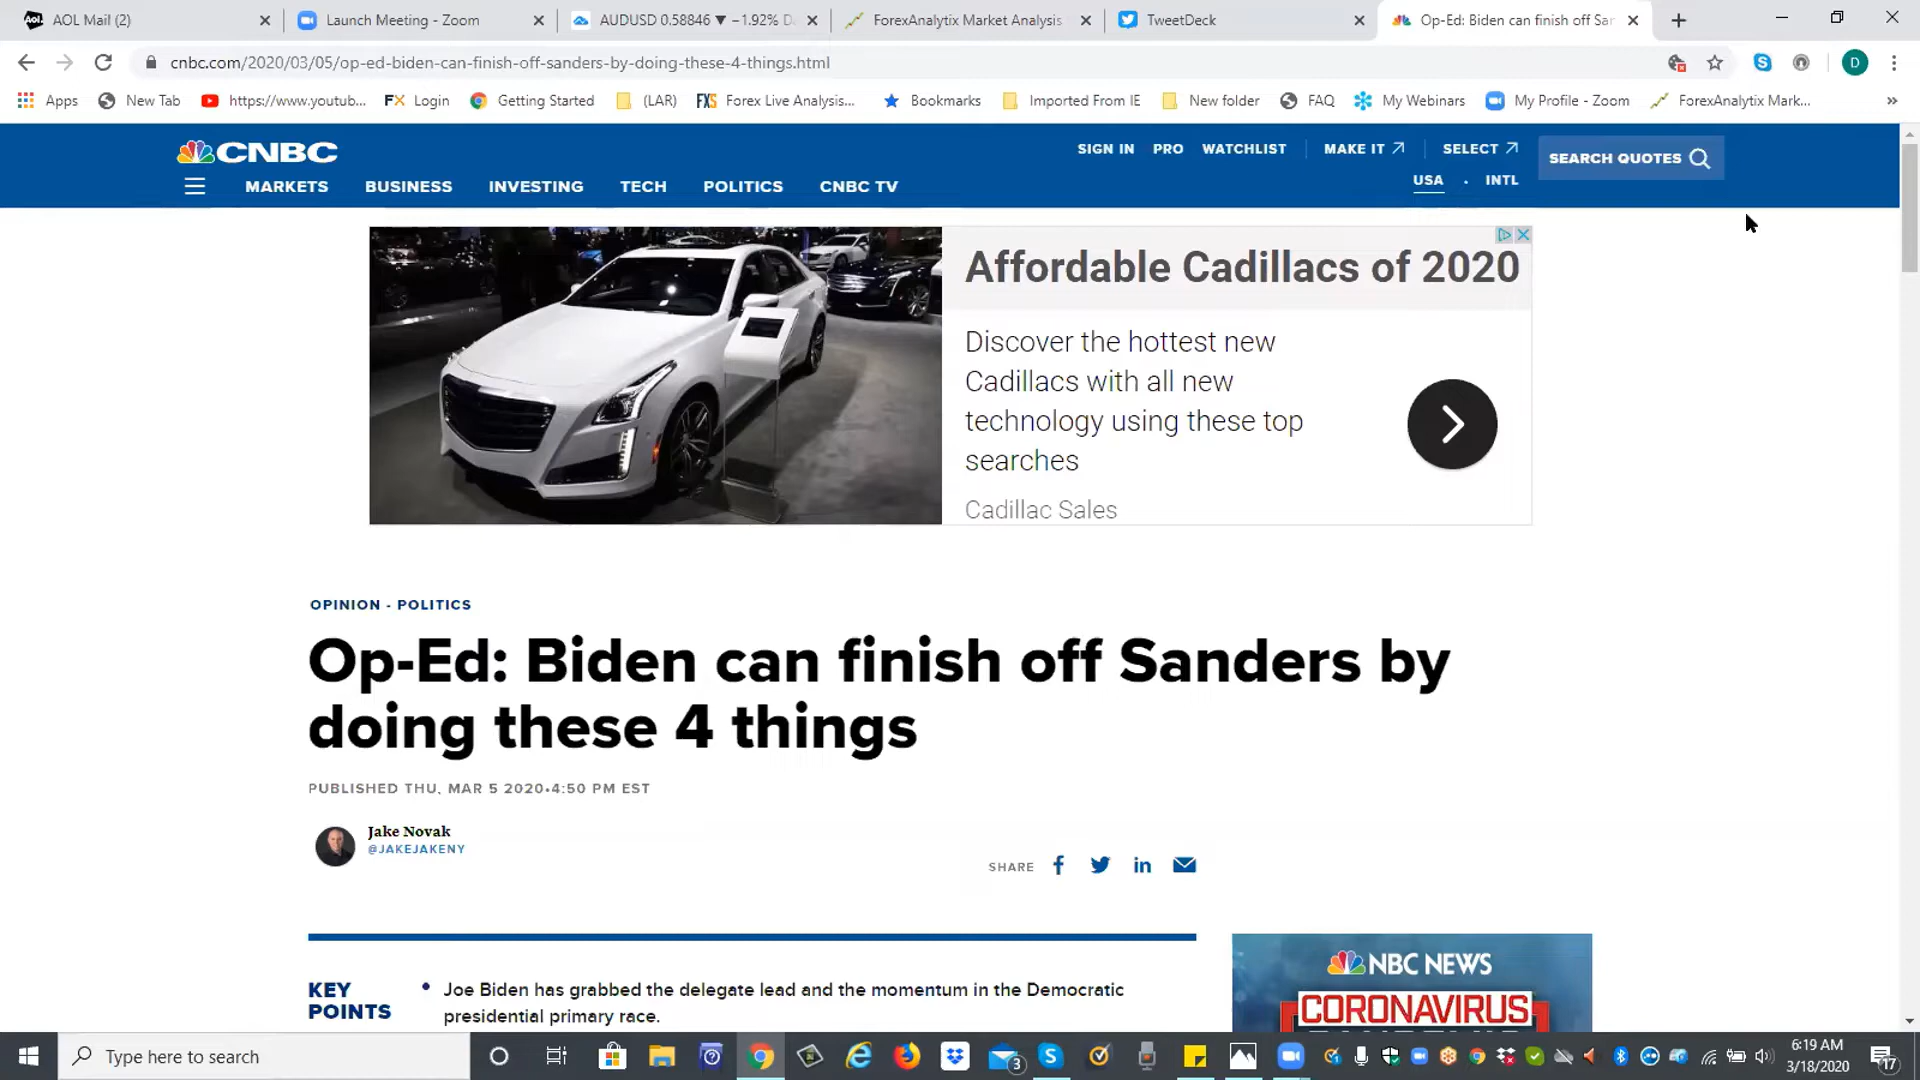 AOL Mail (2)
Launch Meeting - Zoom
AUDUSD 0.58846 ▼ −1.92%
ForexAnalytix Market Analysis
TweetDeck
Op-Ed: Biden can finish off San
cnbc.com/2020/03/05/op-ed-biden-can-finish-off-sanders-by-doing-these-4-things.html
D
Apps
New Tab
https://www.youtub...
FX Login
Getting Started
(LAR)
FXS Forex Live Analysis...
Bookmarks
Imported From IE
New folder
FAQ
My Webinars
My Profile - Zoom
ForexAnalytix Mark...
»
CNBC
SIGN IN
PRO
WATCHLIST
MAKE IT
SELECT
SEARCH QUOTES
USA · INTL
MARKETS
BUSINESS
INVESTING
TECH
POLITICS
CNBC TV
Affordable Cadillacs of 2020
Discover the hottest new
Cadillacs with all new
technology using these top
searches
Cadillac Sales
OPINION - POLITICS
Op-Ed: Biden can finish off Sanders by
doing these 4 things
PUBLISHED THU, MAR 5 2020•4:50 PM EST
Jake Novak
@JAKEJAKENY
SHARE
KEY
POINTS
• Joe Biden has grabbed the delegate lead and the momentum in the Democratic
presidential primary race.
NBC NEWS
CORONAVIRUS
Type here to search
3
6:19 AM
3/18/2020
17